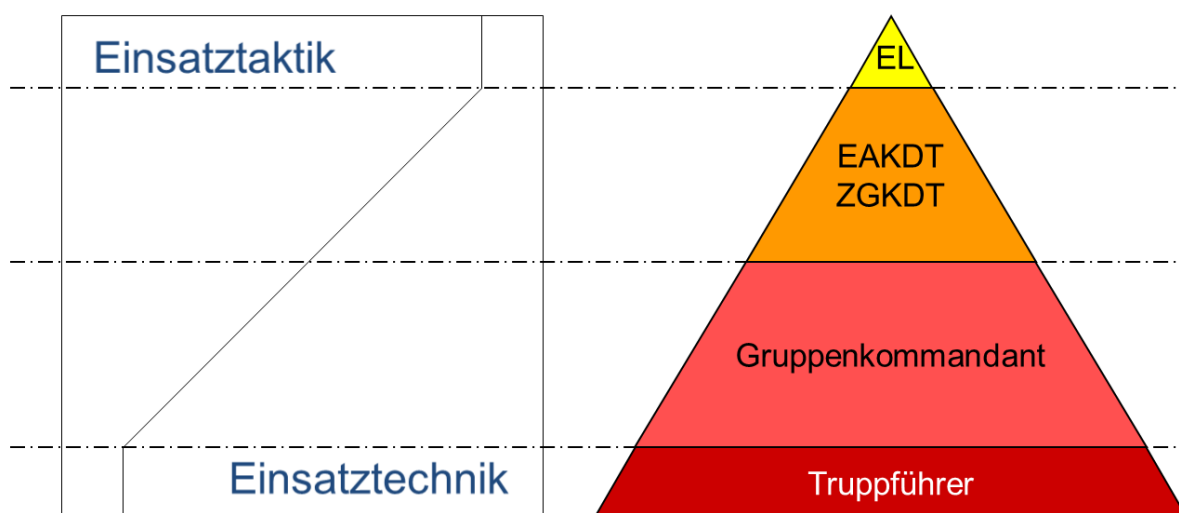 Einsatztaktik
EL
EAKDT
ZGKDT
Gruppenkommandant
Einsatztechnik
Truppführer